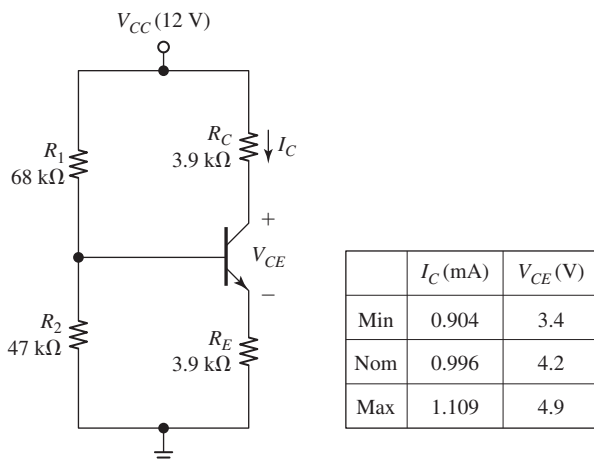 V_CC (12 V)
R_1
68 kΩ
R_C
3.9 kΩ
I_C
+
V_CE
−
R_2
47 kΩ
R_E
3.9 kΩ
I_C (mA) V_CE (V)
Min 0.904 3.4
Nom 0.996 4.2
Max 1.109 4.9